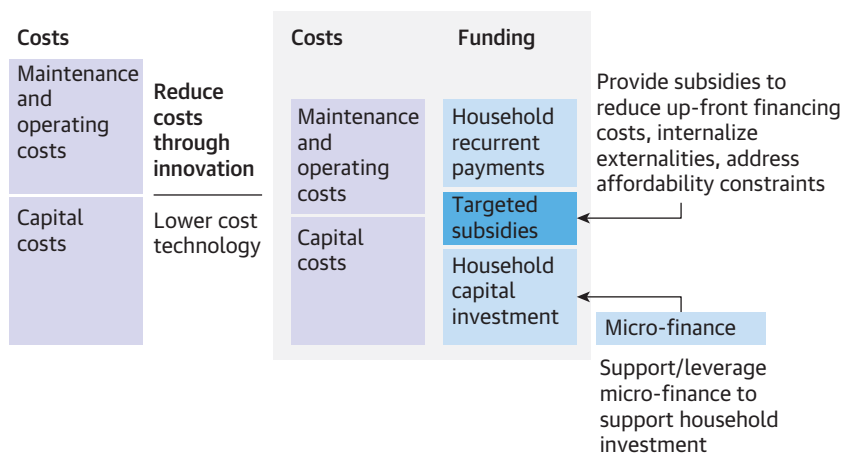 Costs
Maintenance
and
operating
costs
Capital
costs
Reduce
costs
through
innovation
Lower cost
technology
Costs
Maintenance
and
operating
costs
Capital
costs
Funding
Household
recurrent
payments
Targeted
subsidies
Household
capital
investment
Provide subsidies to
reduce up-front financing
costs, internalize
externalities, address
affordability constraints
Micro-finance
Support/leverage
micro-finance to
support household
investment